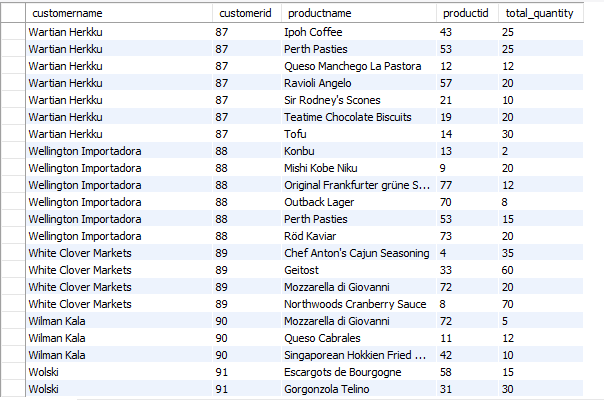 customername customerid productname productid total_quantity
Wartian Herkku 87 Ipoh Coffee 43 25
Wartian Herkku 87 Perth Pasties 53 25
Wartian Herkku 87 Queso Manchego La Pastora 12 12
Wartian Herkku 87 Ravioli Angelo 57 20
Wartian Herkku 87 Sir Rodney's Scones 21 10
Wartian Herkku 87 Teatime Chocolate Biscuits 19 20
Wartian Herkku 87 Tofu 14 30
Wellington Importadora 88 Konbu 13 2
Wellington Importadora 88 Mishi Kobe Niku 9 20
Wellington Importadora 88 Original Frankfurter grüne S... 77 12
Wellington Importadora 88 Outback Lager 70 8
Wellington Importadora 88 Perth Pasties 53 15
Wellington Importadora 88 Röd Kaviar 73 20
White Clover Markets 89 Chef Anton's Cajun Seasoning 4 35
White Clover Markets 89 Geitost 33 60
White Clover Markets 89 Mozzarella di Giovanni 72 20
White Clover Markets 89 Northwoods Cranberry Sauce 8 70
Wilman Kala 90 Mozzarella di Giovanni 72 5
Wilman Kala 90 Queso Cabrales 11 12
Wilman Kala 90 Singaporean Hokkien Fried ... 42 10
Wolski 91 Escargots de Bourgogne 58 15
Wolski 91 Gorgonzola Telino 31 30